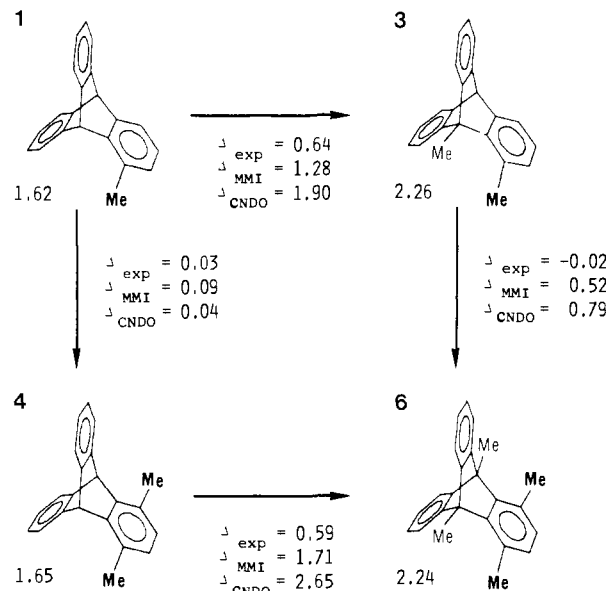 1
3
Me
Δ exp = 0.64
Δ MMI = 1.28
Δ CNDO = 1.90
Me
1.62
Me
2.26
Δ exp = 0.03
Δ MMI = 0.09
Δ CNDO = 0.04
Δ exp = -0.02
Δ MMI = 0.52
Δ CNDO = 0.79
4
6
Me
Me
Me
Me
Δ exp = 0.59
Δ MMI = 1.71
Δ CNDO = 2.65
1.65
Me
2.24
Me